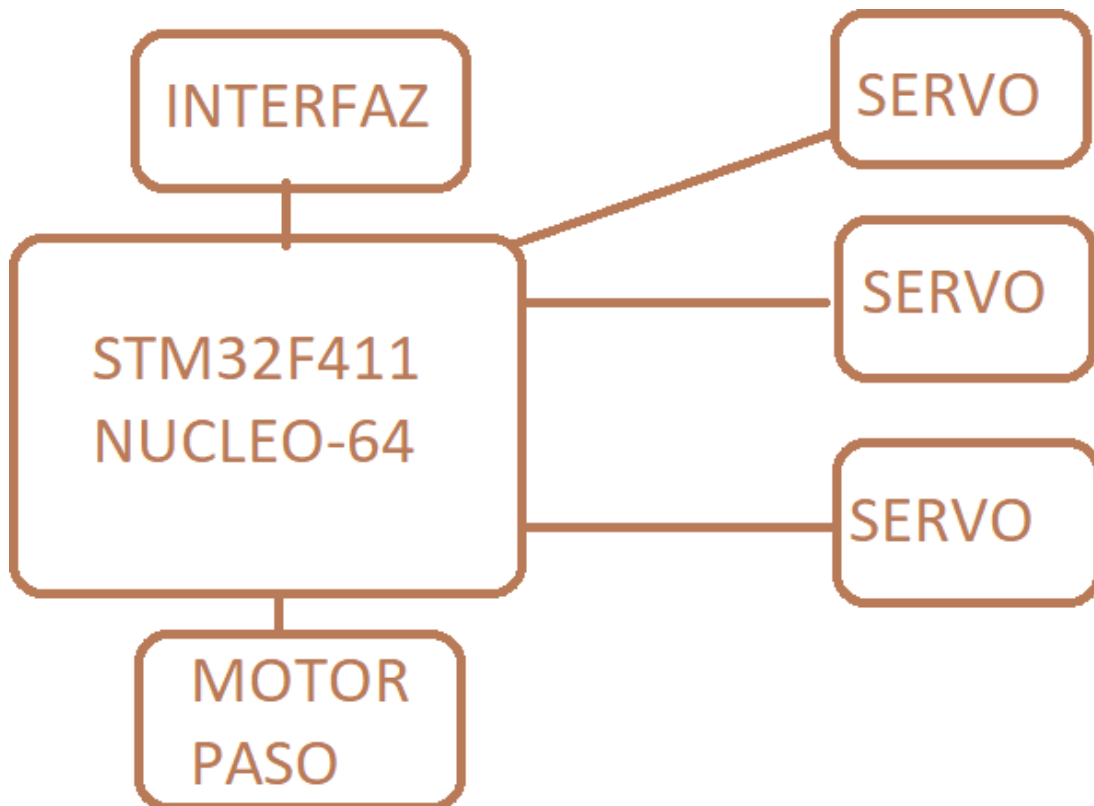 INTERFAZ
SERVO
SERVO
STM32F411
NUCLEO-64
SERVO
MOTOR
PASO